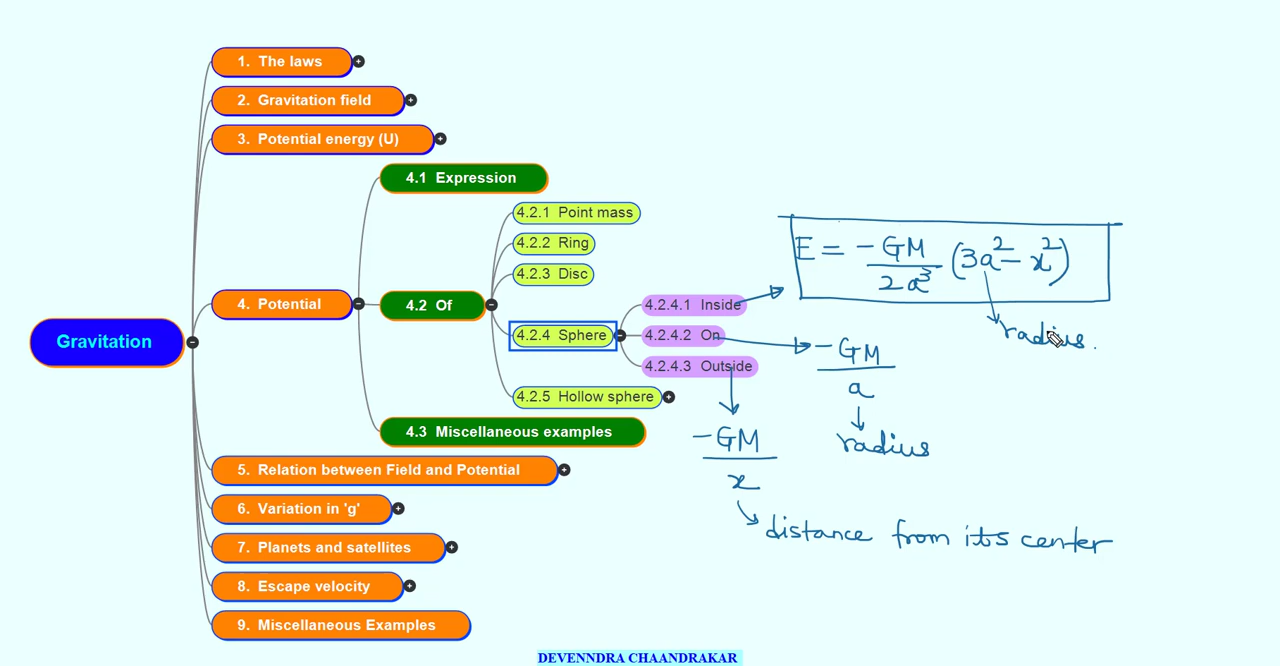 Gravitation
1. The laws
2. Gravitation field
3. Potential energy (U)
4. Potential
4.1 Expression
4.2 Of
4.2.1 Point mass
4.2.2 Ring
4.2.3 Disc
4.2.4 Sphere
4.2.4.1 Inside
4.2.4.2 On
4.2.4.3 Outside
4.2.5 Hollow sphere
4.3 Miscellaneous examples
5. Relation between Field and Potential
6. Variation in 'g'
7. Planets and satellites
8. Escape velocity
9. Miscellaneous Examples
E = -GM
2a³
(3a² - x²)
radius.
-GM
a
radius
-GM
x
distance from its center
DEVENNDRA CHAANDRAKAR